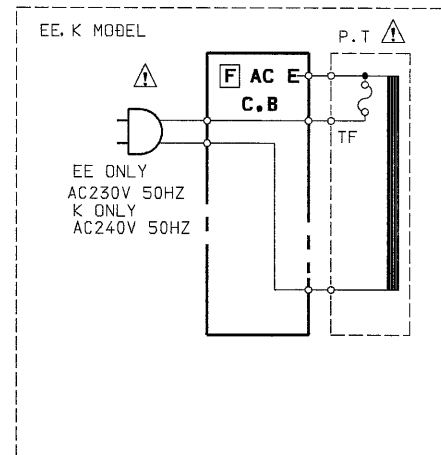 EE. K MODEL
P.T
F AC E
C.B
TF
EE ONLY
AC230V 50HZ
K ONLY
AC240V 50HZ